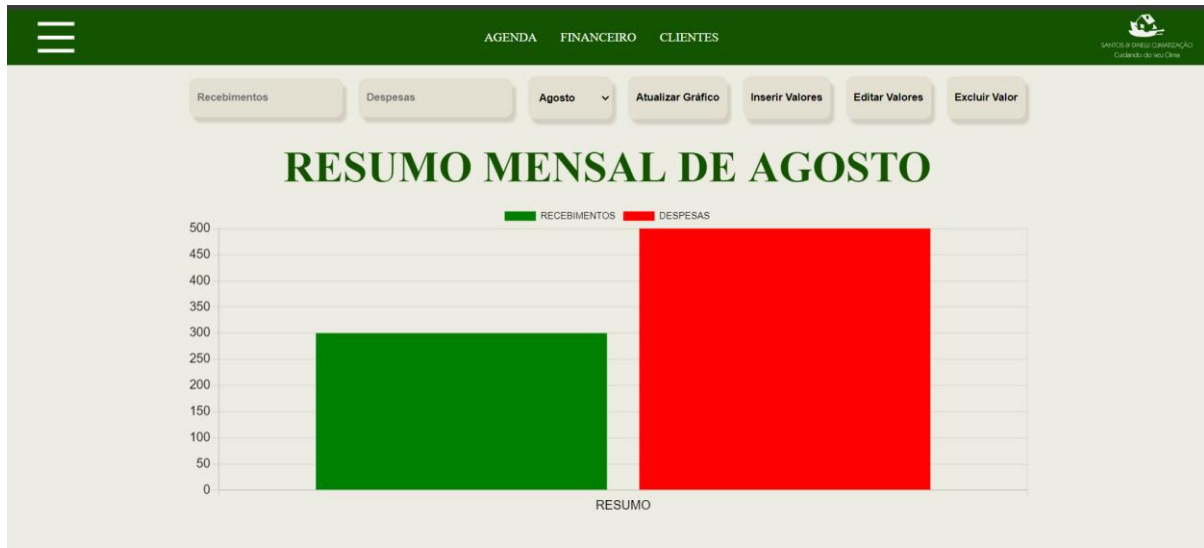 AGENDA FINANCEIRO CLIENTES
SANTOS & DINELLI CLIMATIZAÇÃO
Cuidando do seu Clima
Recebimentos Despesas Agosto Atualizar Gráfico Inserir Valores Editar Valores Excluir Valor
RESUMO MENSAL DE AGOSTO
RECEBIMENTOS DESPESAS
500
450
400
350
300
250
200
150
100
50
0
RESUMO